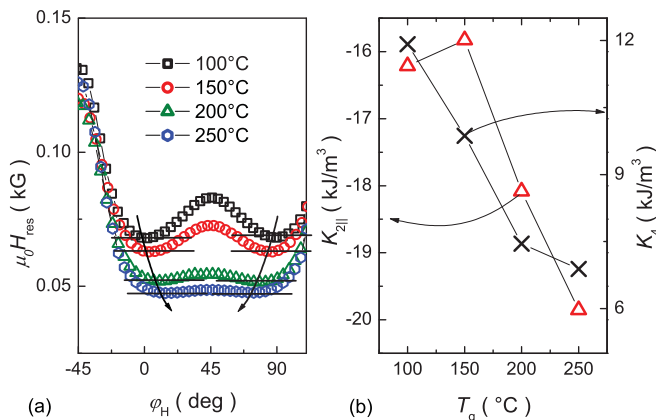 0.15
0.10
0.05
μ0Hres ( kG )
100°C
150°C
200°C
250°C
-45 0 45 90
φH ( deg )
(a)
-16
-17
-18
-19
-20
K2|| ( kJ/m³ )
12
9
6
K4 ( kJ/m³ )
100 150 200 250
Tg ( °C )
(b)